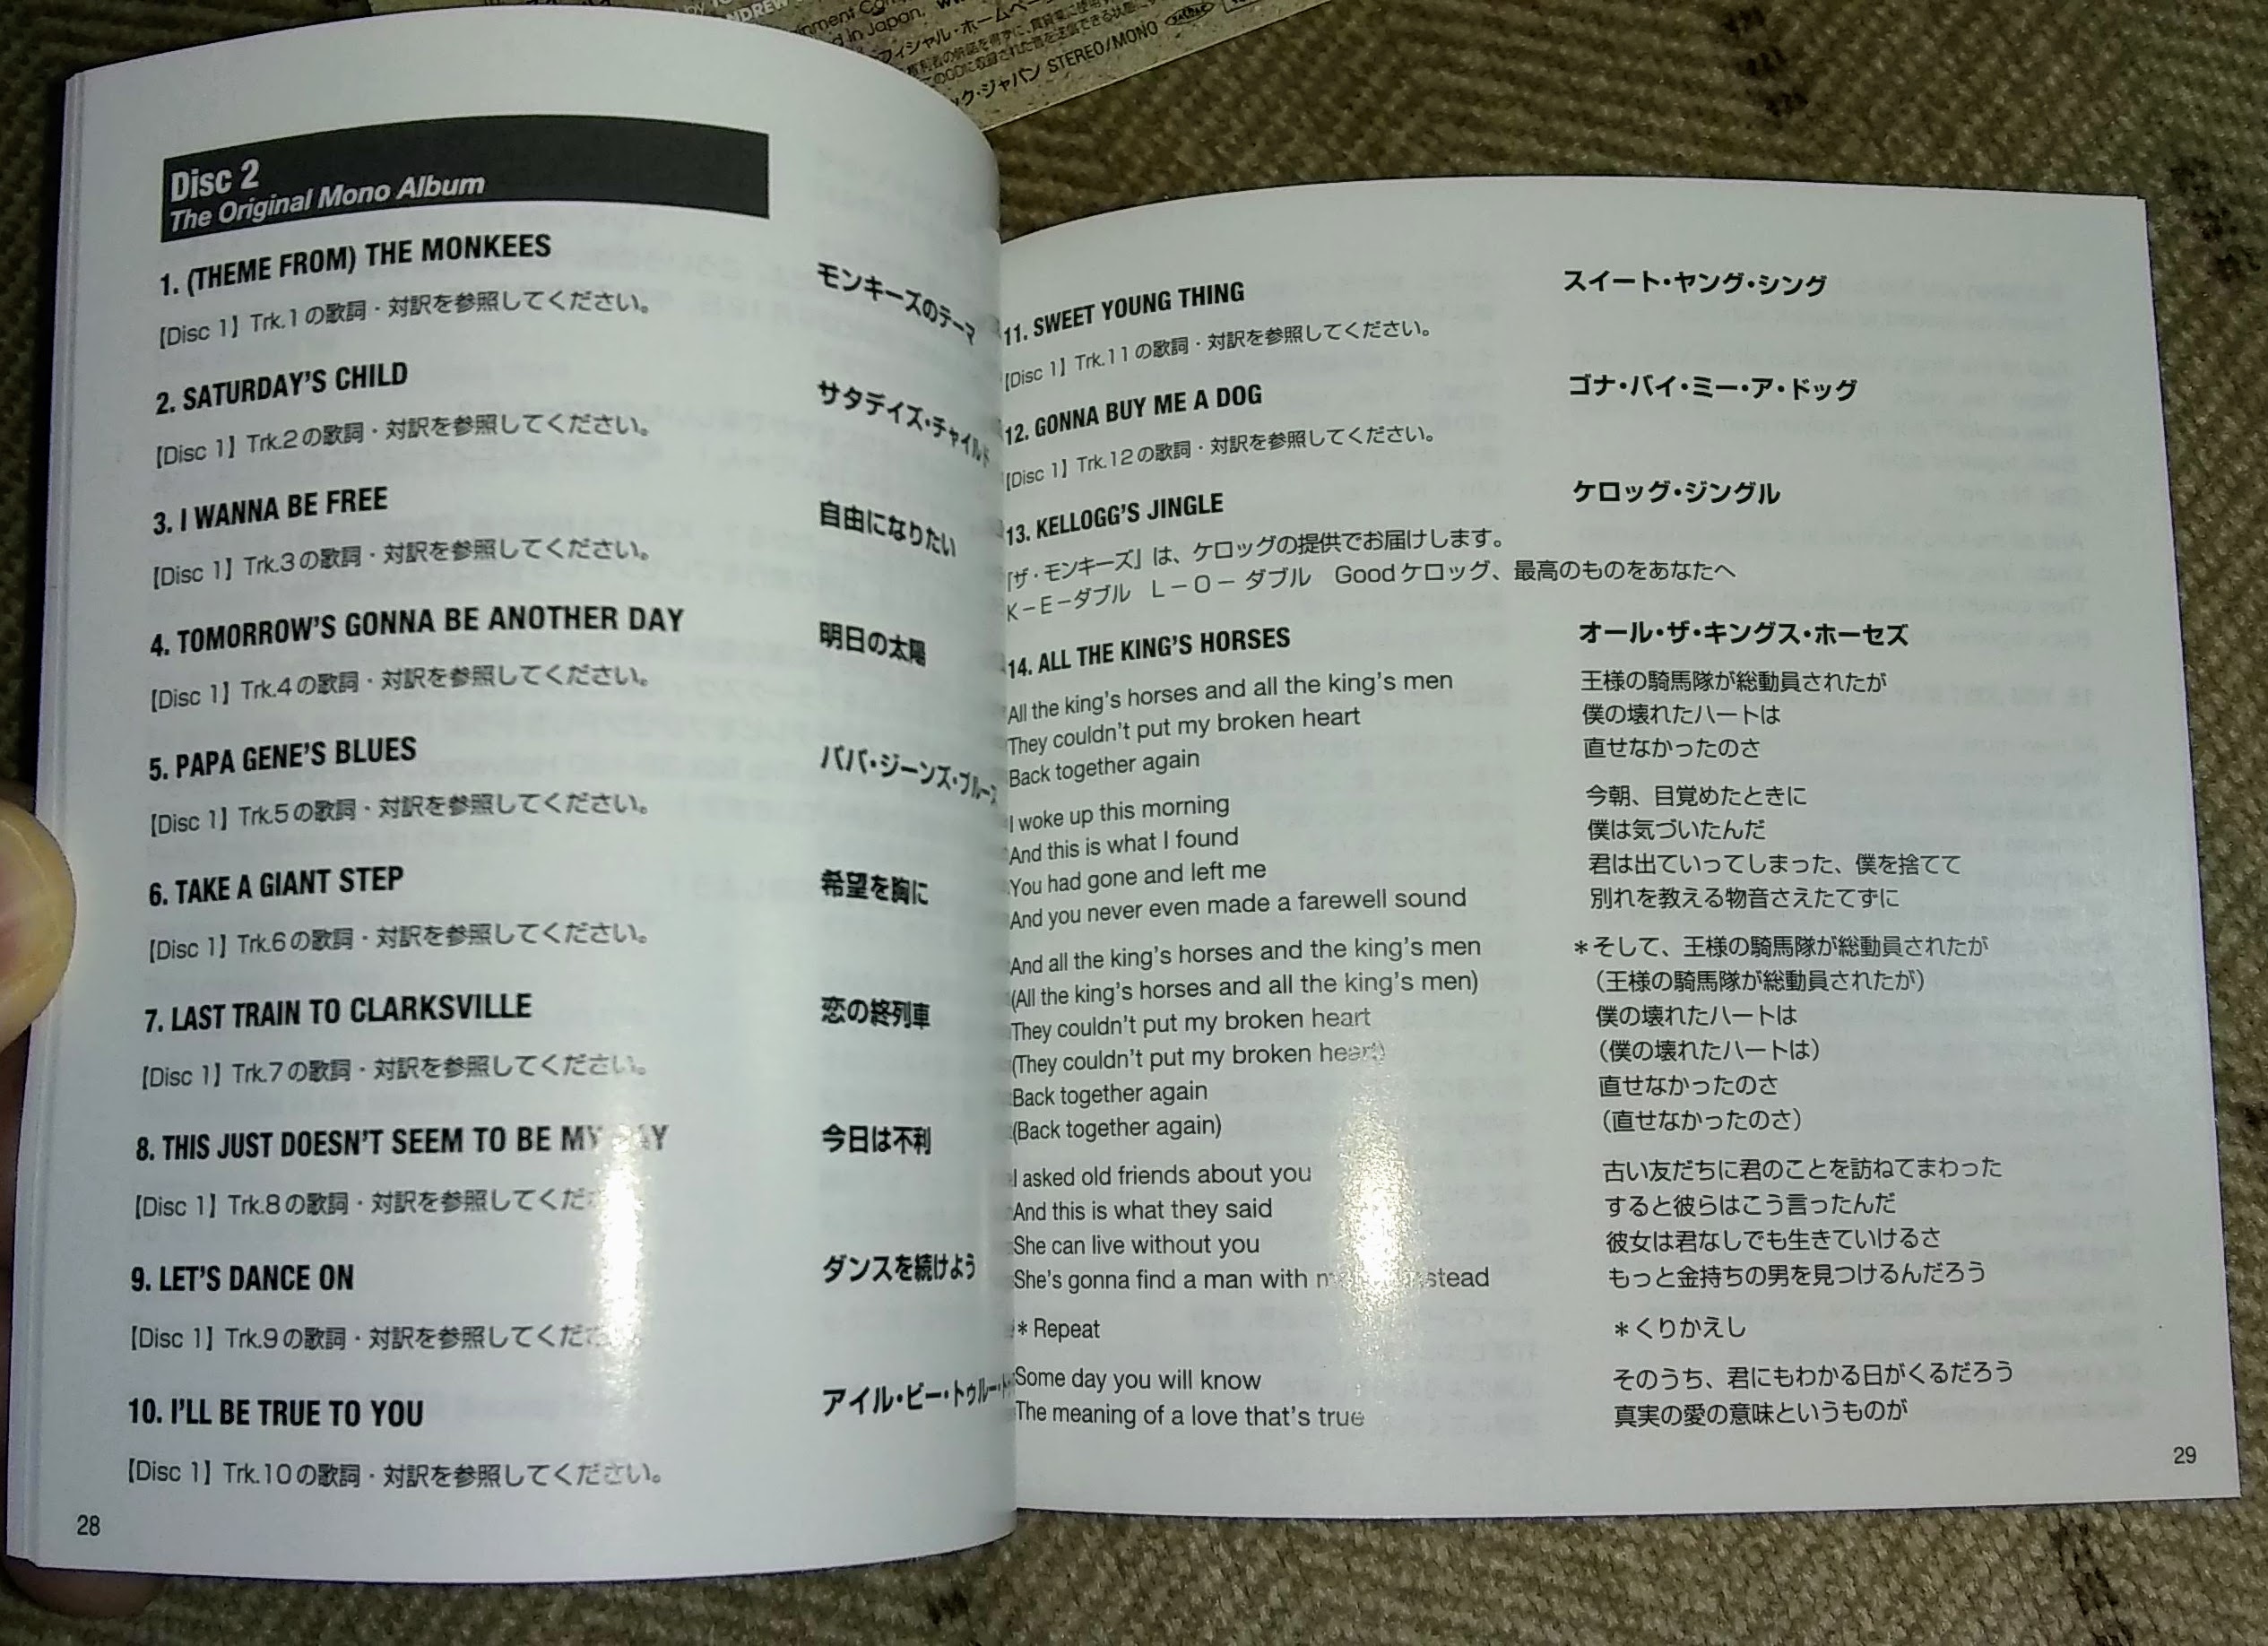 ANDREW
inment Con
d in Japan,
フィシャル・ホームペー
ック・ジャパン STEREO/MONO
Disc 2
The Original Mono Album
1. (THEME FROM) THE MONKEES
モンキーズのテーマ
【Disc 1】Trk.1の歌詞・対訳を参照してください。
2. SATURDAY'S CHILD
サタデイズ・チャイルド
【Disc 1】Trk.2の歌詞・対訳を参照してください。
3. I WANNA BE FREE
自由になりたい
【Disc 1】Trk.3の歌詞・対訳を参照してください。
4. TOMORROW'S GONNA BE ANOTHER DAY
明日の太陽
【Disc 1】Trk.4の歌詞・対訳を参照してください。
5. PAPA GENE'S BLUES
パパ・ジーンズ・ブルース
【Disc 1】Trk.5の歌詞・対訳を参照してください。
6. TAKE A GIANT STEP
希望を胸に
【Disc 1】Trk.6の歌詞・対訳を参照してください。
7. LAST TRAIN TO CLARKSVILLE
恋の終列車
【Disc 1】Trk.7の歌詞・対訳を参照してください。
8. THIS JUST DOESN'T SEEM TO BE MY DAY
今日は不利
【Disc 1】Trk.8の歌詞・対訳を参照してくださ
9. LET'S DANCE ON
ダンスを続けよう
【Disc 1】Trk.9の歌詞・対訳を参照してくださ
10. I'LL BE TRUE TO YOU
アイル・ビー・トゥルー・
【Disc 1】Trk.10の歌詞・対訳を参照してください。
28
11. SWEET YOUNG THING
スイート・ヤング・シング
【Disc 1】Trk.11の歌詞・対訳を参照してください。
12. GONNA BUY ME A DOG
ゴナ・バイ・ミー・ア・ドッグ
【Disc 1】Trk.12の歌詞・対訳を参照してください。
13. KELLOGG'S JINGLE
ケロッグ・ジングル
『ザ・モンキーズ』は、ケロッグの提供でお届けします。
K－E－ダブル L－O－ダブル Goodケロッグ、最高のものをあなたへ
14. ALL THE KING'S HORSES
オール・ザ・キングス・ホーセズ
All the king's horses and all the king's men
They couldn't put my broken heart
Back together again
I woke up this morning
And this is what I found
You had gone and left me
And you never even made a farewell sound
And all the king's horses and the king's men
(All the king's horses and all the king's men)
They couldn't put my broken heart
(They couldn't put my broken heart)
Back together again
(Back together again)
I asked old friends about you
And this is what they said
She can live without you
She's gonna find a man with instead
* Repeat
Some day you will know
The meaning of a love that's true
王様の騎馬隊が総動員されたが
僕の壊れたハートは
直せなかったのさ
今朝、目覚めたときに
僕は気づいたんだ
君は出ていってしまった、僕を捨てて
別れを教える物音さえたてずに
＊そして、王様の騎馬隊が総動員されたが
（王様の騎馬隊が総動員されたが）
僕の壊れたハートは
（僕の壊れたハートは）
直せなかったのさ
（直せなかったのさ）
古い友だちに君のことを訪ねてまわった
すると彼らはこう言ったんだ
彼女は君なしでも生きていけるさ
もっと金持ちの男を見つけるんだろう
＊くりかえし
そのうち、君にもわかる日がくるだろう
真実の愛の意味というものが
29